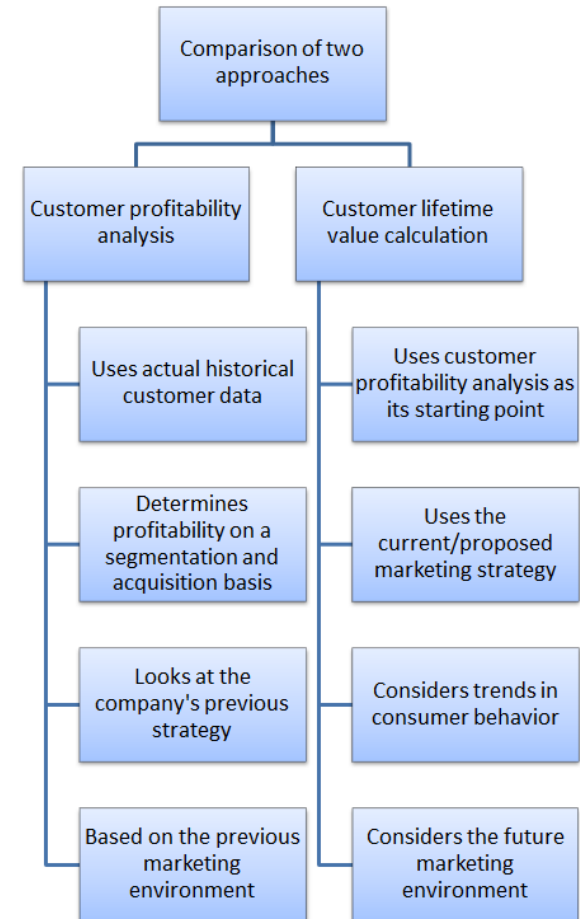 Comparison of two
approaches
Customer profitability
analysis
Customer lifetime
value calculation
Uses actual historical
customer data
Uses customer
profitability analysis as
its starting point
Determines
profitability on a
segmentation and
acquisition basis
Uses the
current/proposed
marketing strategy
Looks at the
company's previous
strategy
Considers trends in
consumer behavior
Based on the previous
marketing
environment
Considers the future
marketing
environment